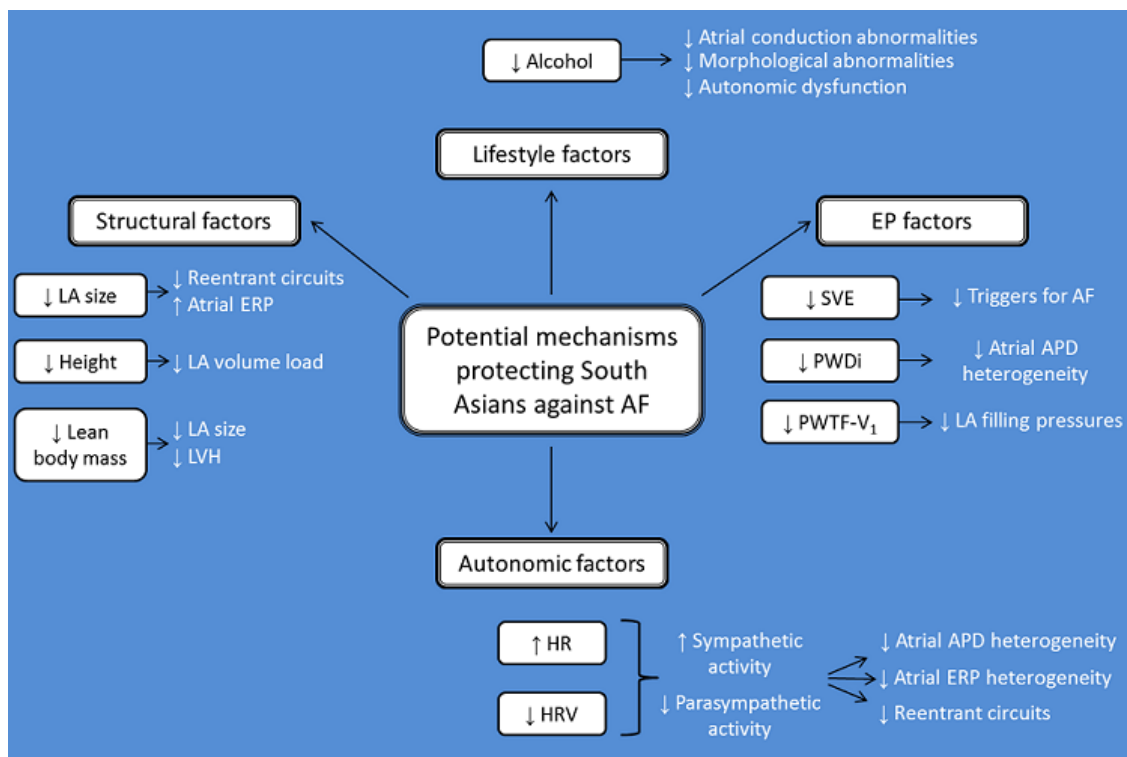 ↓ Alcohol
↓ Atrial conduction abnormalities
↓ Morphological abnormalities
↓ Autonomic dysfunction
Lifestyle factors
Structural factors
↓ LA size
↓ Reentrant circuits
↑ Atrial ERP
↓ Height
↓ LA volume load
↓ Lean
body mass
↓ LA size
↓ LVH
Potential mechanisms
protecting South
Asians against AF
EP factors
↓ SVE
↓ Triggers for AF
↓ PWDi
↓ Atrial APD
heterogeneity
↓ PWTF-V₁
↓ LA filling pressures
Autonomic factors
↑ HR
↓ HRV
↑ Sympathetic
activity
↓ Parasympathetic
activity
↓ Atrial APD heterogeneity
↓ Atrial ERP heterogeneity
↓ Reentrant circuits